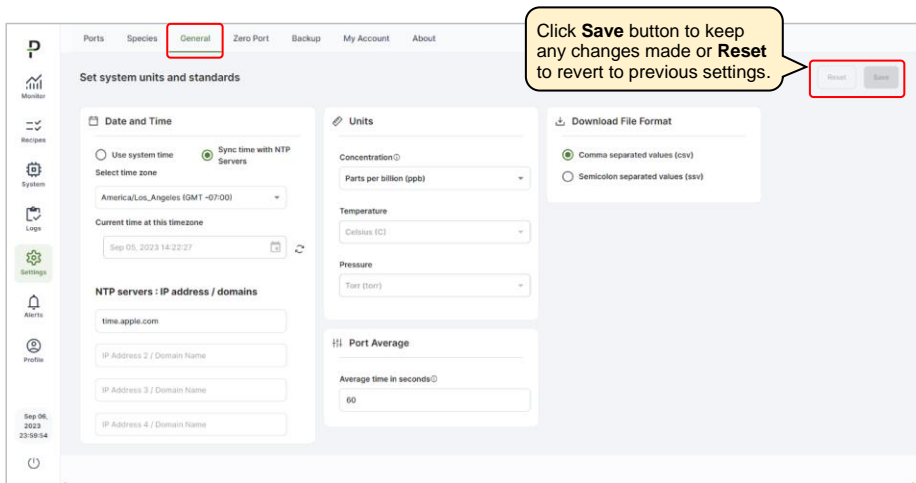 Ports Species General Zero Port Backup My Account About
Click Save button to keep
any changes made or Reset
to revert to previous settings.
Set system units and standards
Reset Save
Monitor
Recipes
System
Logs
Settings
Alerts
Profile
Sep 06,
2023
23:59:54
Date and Time
Use system time
Sync time with NTP
Servers
Select time zone
America/Los_Angeles (GMT -07:00)
Current time at this timezone
Sep 05, 2023 14:22:27
NTP servers : IP address / domains
time.apple.com
IP Address 2 / Domain Name
IP Address 3 / Domain Name
IP Address 4 / Domain Name
Units
Concentration
Parts per billion (ppb)
Temperature
Celsius (C)
Pressure
Torr (torr)
Port Average
Average time in seconds
60
Download File Format
Comma separated values (csv)
Semicolon separated values (ssv)